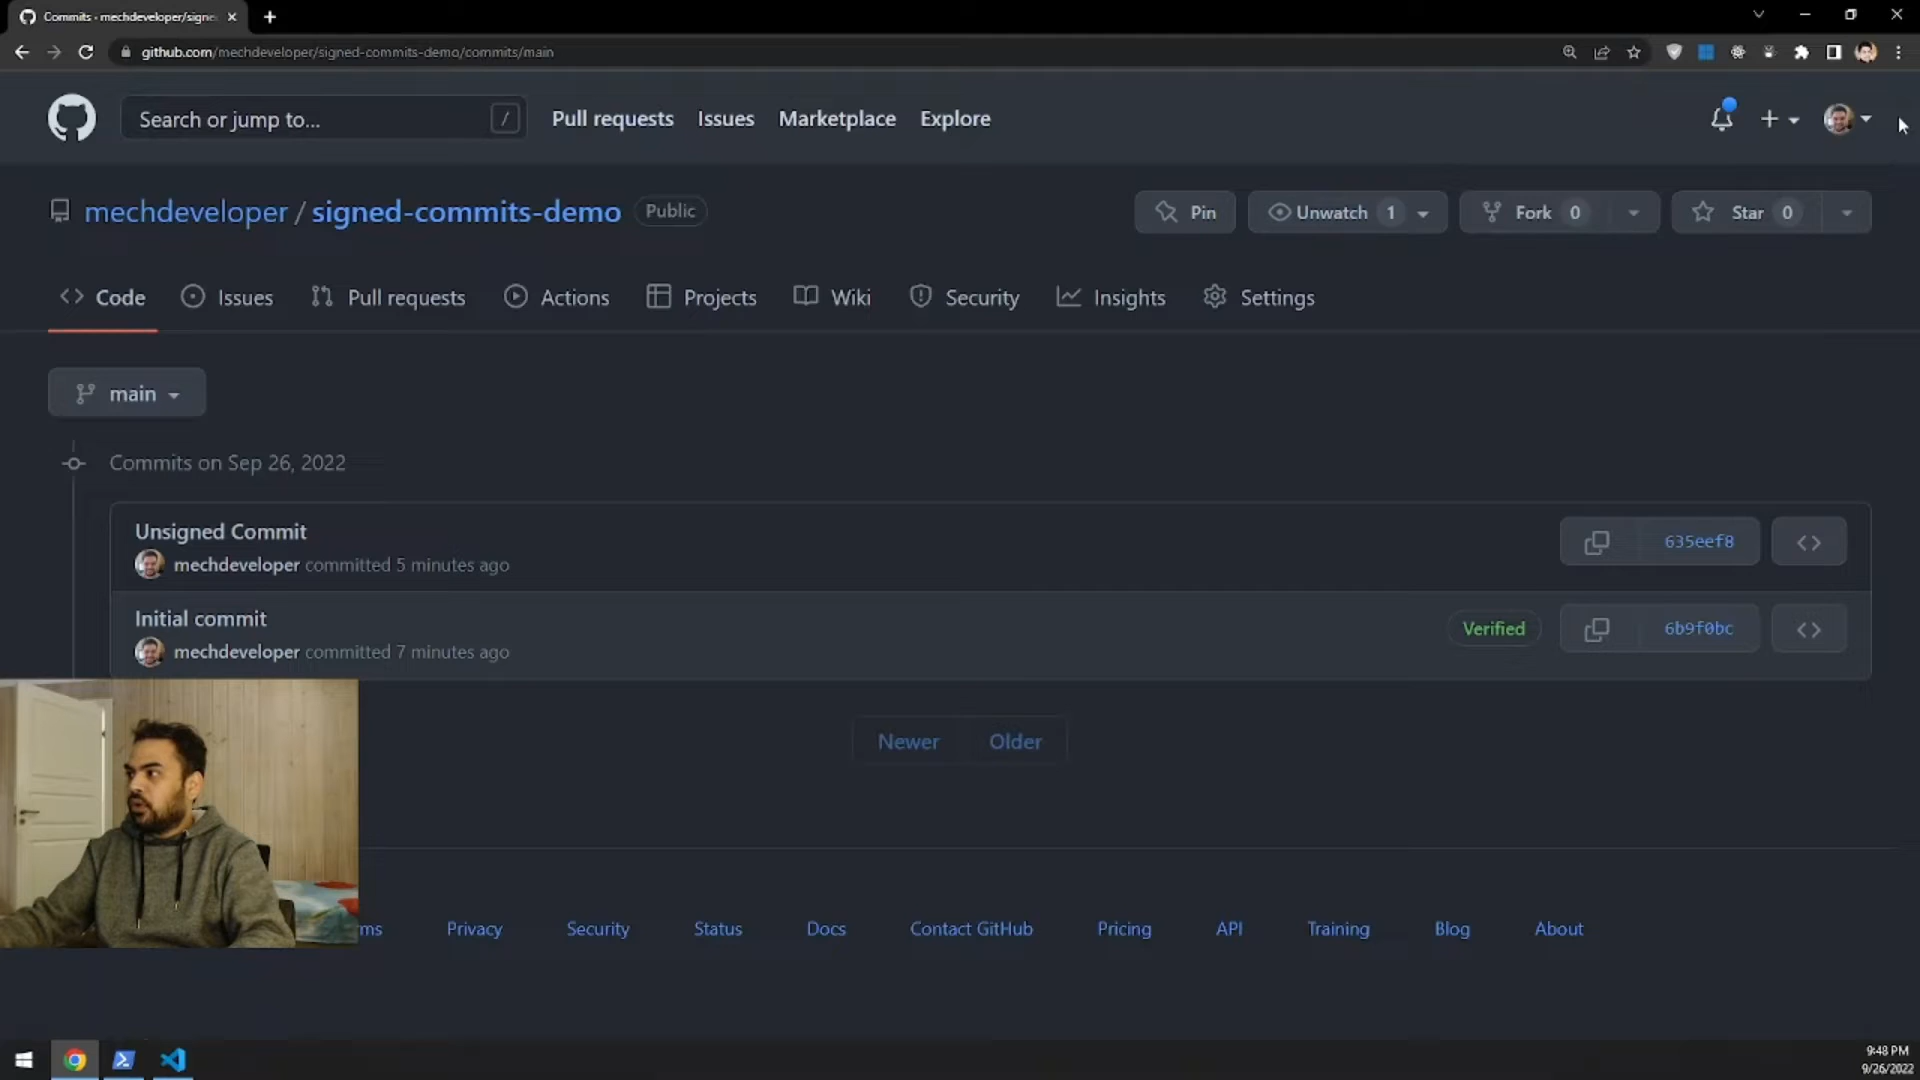 Commits · mechdeveloper/signe
github.com/mechdeveloper/signed-commits-demo/commits/main
Search or jump to... / Pull requests Issues Marketplace Explore
mechdeveloper / signed-commits-demo Public Pin Unwatch 1 Fork 0 Star 0
Code Issues Pull requests Actions Projects Wiki Security Insights Settings
main
Commits on Sep 26, 2022
Unsigned Commit
mechdeveloper committed 5 minutes ago
635eef8
Initial commit
mechdeveloper committed 7 minutes ago
Verified 6b9f0bc
Newer Older
ms Privacy Security Status Docs Contact GitHub Pricing API Training Blog About
9:48 PM
9/26/2022